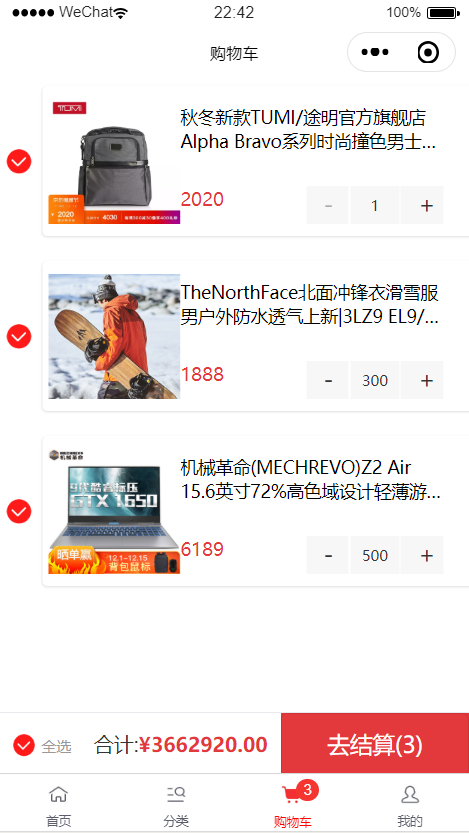 WeChat 22:42 100%
购物车
TUMI
秋冬新款TUMI/途明官方旗舰店
Alpha Bravo系列时尚撞色男士...
2020 4030
2020
- 1 +
TheNorthFace北面冲锋衣滑雪服
男户外防水透气上新|3LZ9 EL9/...
1888
- 300 +
机械革命
机械革命(MECHREVO)Z2 Air
15.6英寸72%高色域设计轻薄游...
9代酷睿标压
GTX 1650
晒单赢 12.1-12.15
背包鼠标
6189
- 500 +
全选 合计:¥3662920.00 去结算(3)
3
首页 分类 购物车 我的